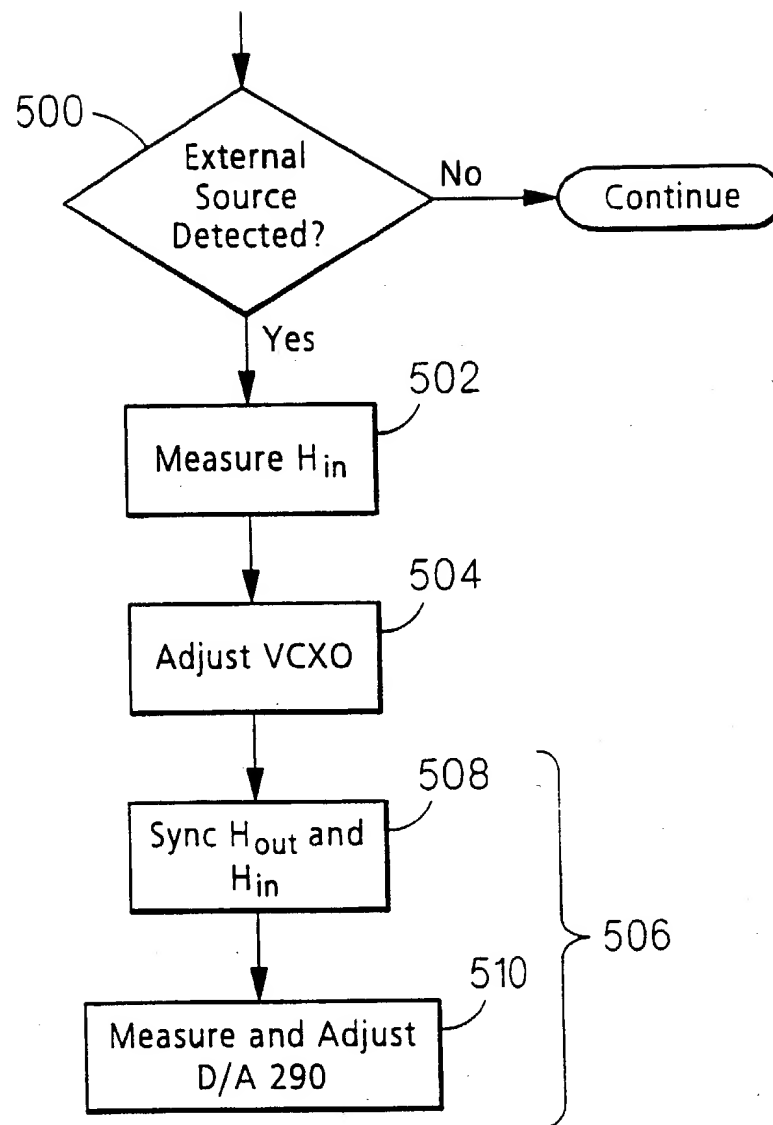 500
External
Source
Detected?
No
Continue
Yes
502
Measure H_in
504
Adjust VCXO
508
Sync H_out and
H_in
506
510
Measure and Adjust
D/A 290